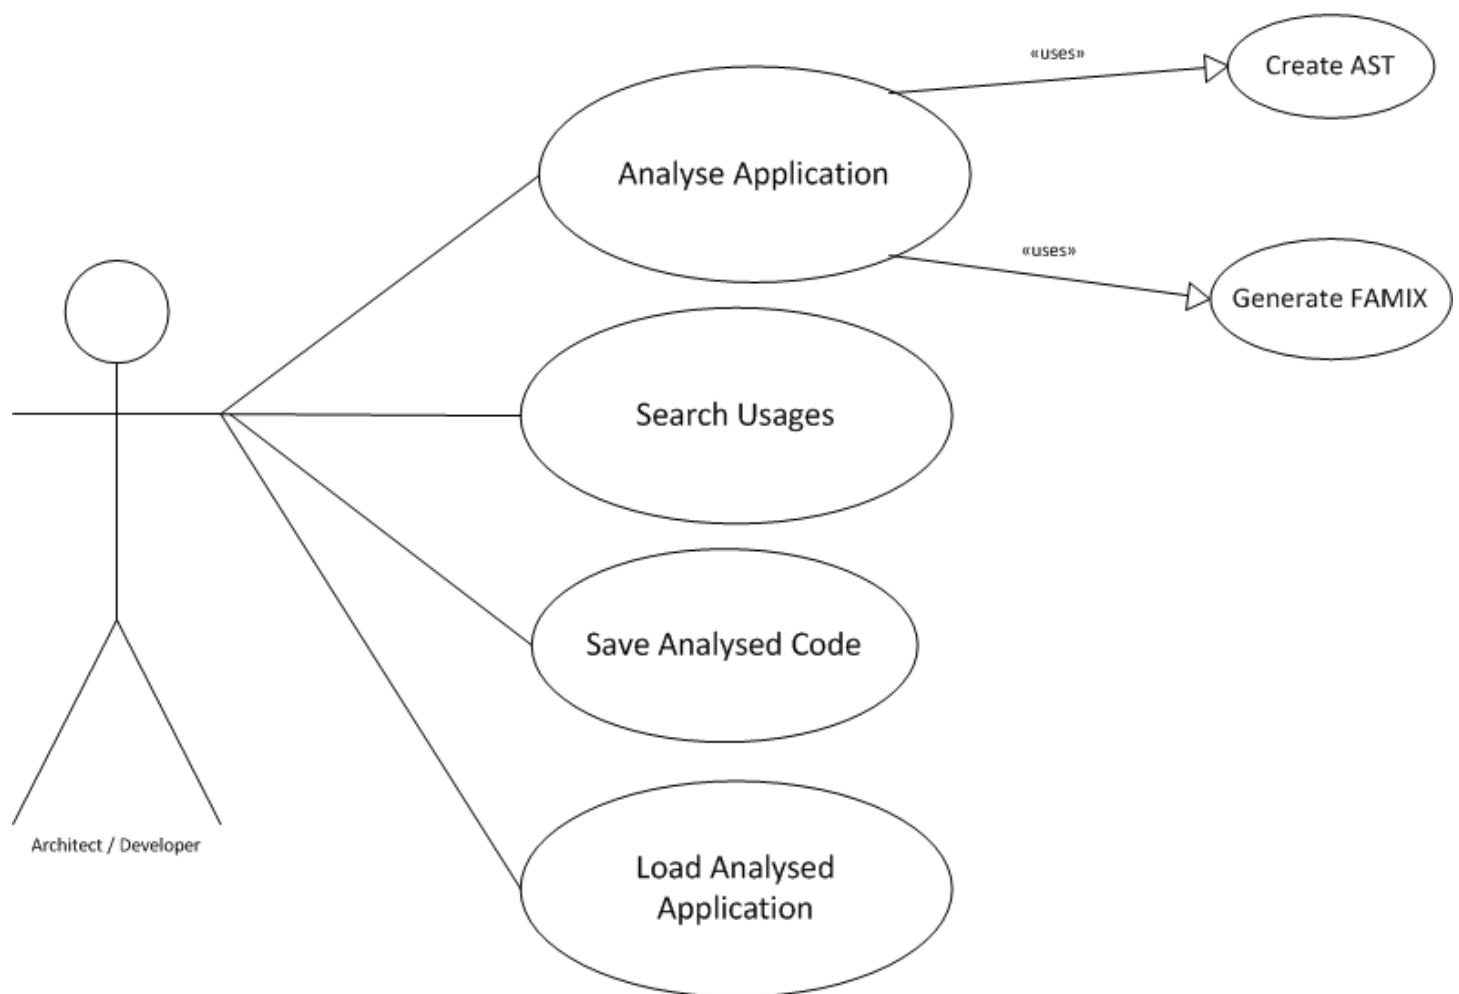 «uses»
Create AST
Analyse Application
«uses»
Generate FAMIX
Search Usages
Save Analysed Code
Architect / Developer
Load Analysed
Application